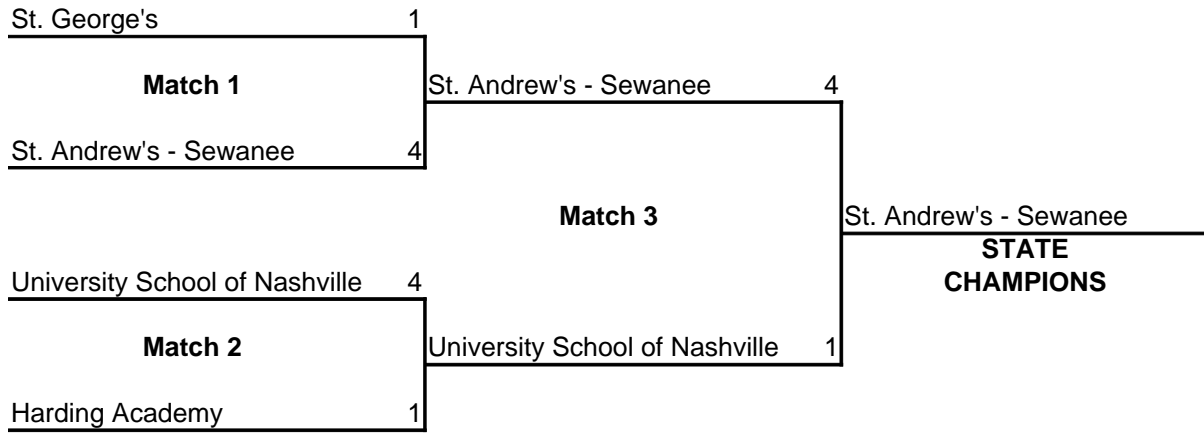 St. George's 1
Match 1
St. Andrew's - Sewanee 4
St. Andrew's - Sewanee 4
Match 3
St. Andrew's - Sewanee
STATE
CHAMPIONS
University School of Nashville 4
Match 2
University School of Nashville 1
Harding Academy 1